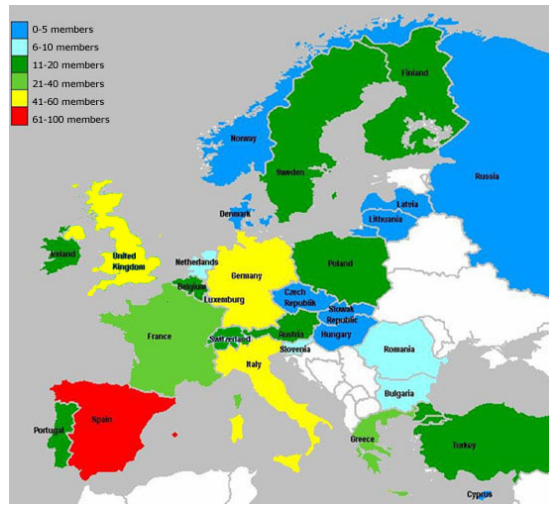 0-5 members
6-10 members
11-20 members
21-40 members
41-60 members
61-100 members
Finland
Norway
Sweden
Russia
Latvia
Denmark
Lithuania
Ireland
United
Kingdom
Netherlands
Belgium
Luxemburg
Germany
Poland
Czech
Republik
Slowak
Republic
Hungary
France
Switzerland
Austria
Slovenia
Romania
Italy
Bulgaria
Portugal
Spain
Greece
Turkey
Cyprus